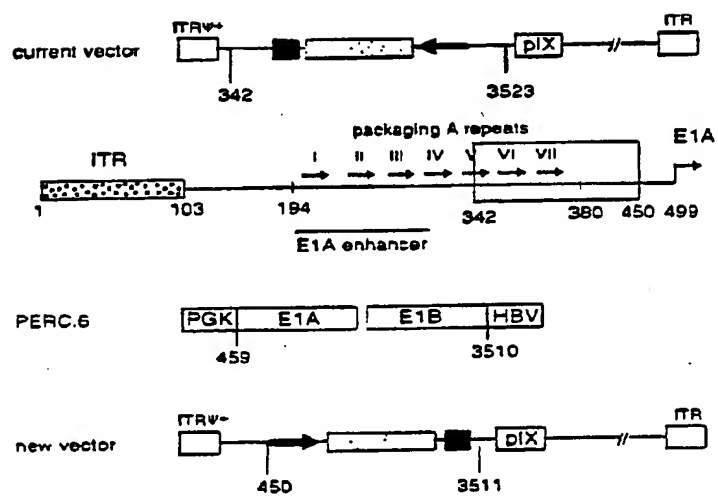 ITRΨ+ ITR
current vector pIX
342 3523
packaging A repeats
E1A
ITR I II III IV V VI VII
1 103 194 342 380 450 499
E1A enhancer
PERC.6 PGK E1A E1B HBV
459 3510
ITRΨ+ ITR
new vector pIX
450 3511